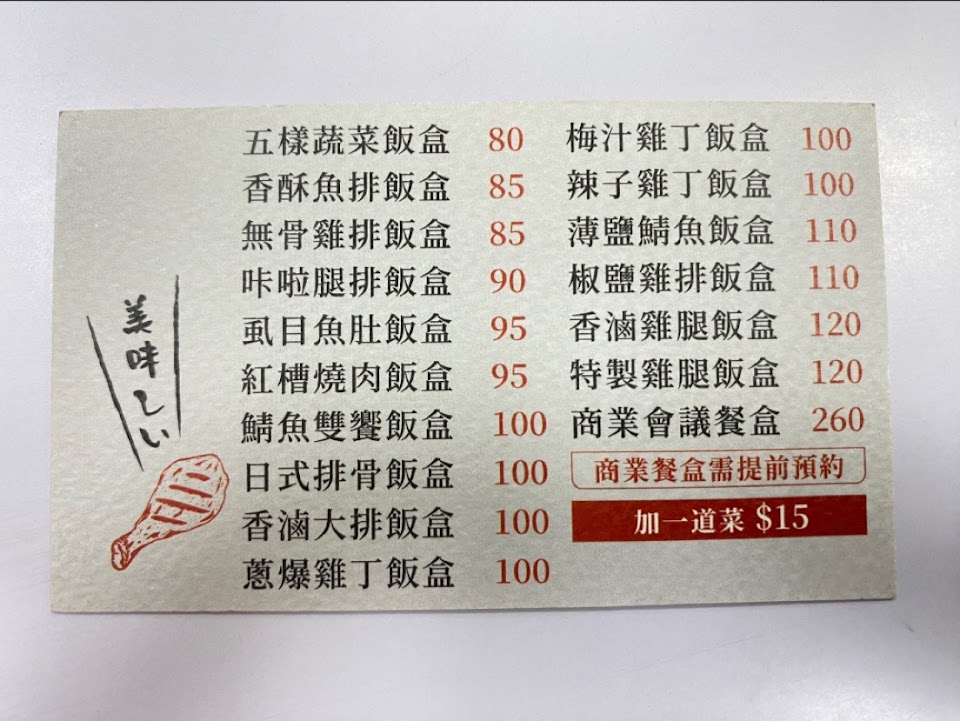 美味しい
五樣蔬菜飯盒 80
香酥魚排飯盒 85
無骨雞排飯盒 85
咔啦腿排飯盒 90
虱目魚肚飯盒 95
紅槽燒肉飯盒 95
鯖魚雙饗飯盒 100
日式排骨飯盒 100
香滷大排飯盒 100
蔥爆雞丁飯盒 100
梅汁雞丁飯盒 100
辣子雞丁飯盒 100
薄鹽鯖魚飯盒 110
椒鹽雞排飯盒 110
香滷雞腿飯盒 120
特製雞腿飯盒 120
商業會議餐盒 260
商業餐盒需提前預約
加一道菜 $15